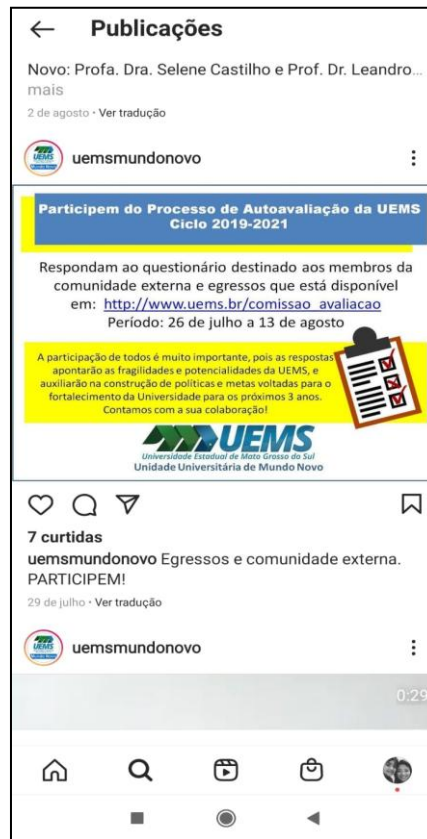 Publicações
Novo: Profa. Dra. Selene Castilho e Prof. Dr. Leandro...
mais
2 de agosto • Ver tradução
uemsmundonovo
Participem do Processo de Autoavaliação da UEMS
Ciclo 2019-2021
Respondam ao questionário destinado aos membros da
comunidade externa e egressos que está disponível
em: http://www.uems.br/comissao_avaliacao
Período: 26 de julho a 13 de agosto
A participação de todos é muito importante, pois as respostas
apontarão as fragilidades e potencialidades da UEMS, e
auxiliarão na construção de políticas e metas voltadas para o
fortalecimento da Universidade para os próximos 3 anos.
Contamos com a sua colaboração!
UEMS
Universidade Estadual de Mato Grosso do Sul
Unidade Universitária de Mundo Novo
7 curtidas
uemsmundonovo Egressos e comunidade externa.
PARTICIPEM!
29 de julho • Ver tradução
uemsmundonovo
0:29